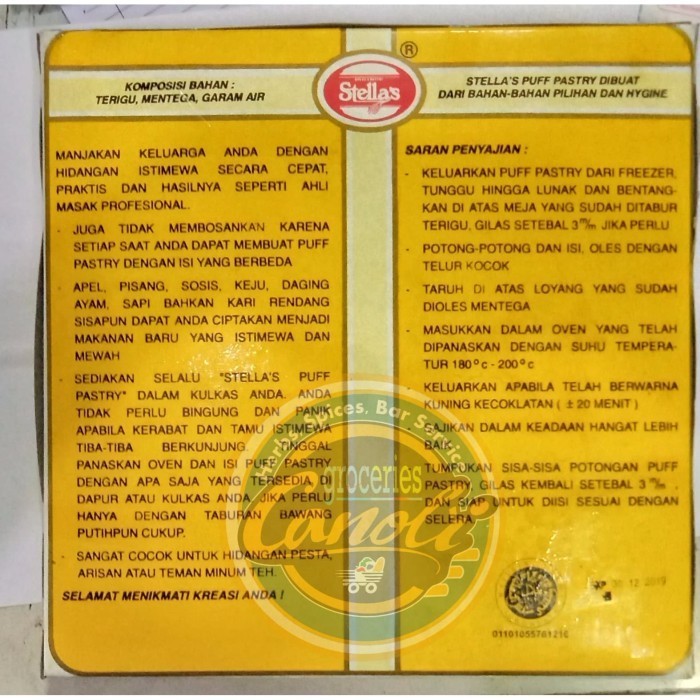 ®
KOMPOSISI BAHAN :
TERIGU, MENTEGA, GARAM AIR
Stella's
STELLA'S PUFF PASTRY DIBUAT
DARI BAHAN-BAHAN PILIHAN DAN HYGINE
MANJAKAN KELUARGA ANDA DENGAN
HIDANGAN ISTIMEWA SECARA CEPAT,
PRAKTIS DAN HASILNYA SEPERTI AHLI
MASAK PROFESIONAL.
- JUGA TIDAK MEMBOSANKAN KARENA
SETIAP SAAT ANDA DAPAT MEMBUAT PUFF
PASTRY DENGAN ISI YANG BERBEDA
- APEL, PISANG, SOSIS, KEJU, DAGING
AYAM, SAPI BAHKAN KARI RENDANG
SISAPUN DAPAT ANDA CIPTAKAN MENJADI
MAKANAN BARU YANG ISTIMEWA DAN
MEWAH
- SEDIAKAN SELALU "STELLA'S PUFF
PASTRY" DALAM KULKAS ANDA. ANDA
TIDAK PERLU BINGUNG DAN PANIK
APABILA KERABAT DAN TAMU ISTIMEWA
TIBA-TIBA BERKUNJUNG, TINGGAL
PANASKAN OVEN DAN ISI PUFF PASTRY
DENGAN APA SAJA YANG TERSEDIA DI
DAPUR ATAU KULKAS ANDA JIKA PERLU
HANYA DENGAN TABURAN BAWANG
PUTIHPUN CUKUP.
- SANGAT COCOK UNTUK HIDANGAN PESTA,
ARISAN ATAU TEMAN MINUM TEH.
SELAMAT MENIKMATI KREASI ANDA !
SARAN PENYAJIAN :
- KELUARKAN PUFF PASTRY DARI FREEZER,
TUNGGU HINGGA LUNAK DAN BENTANG-
KAN DI ATAS MEJA YANG SUDAH DITABUR
TERIGU, GILAS SETEBAL 3 m/m JIKA PERLU
- POTONG-POTONG DAN ISI, OLES DENGAN
TELUR KOCOK
- TARUH DI ATAS LOYANG YANG SUDAH
DIOLES MENTEGA
- MASUKKAN DALAM OVEN YANG TELAH
DIPANASKAN DENGAN SUHU TEMPERA-
TUR 180°c - 200°c
- KELUARKAN APABILA TELAH BERWARNA
KUNING KECOKLATAN ( ± 20 MENIT )
- SAJIKAN DALAM KEADAAN HANGAT LEBIH
BAIK
- TUMPUKAN SISA-SISA POTONGAN PUFF
PASTRY, GILAS KEMBALI SETEBAL 3 m/m.
DAN SIAP UNTUK DIISI SESUAI DENGAN
SELERA.
Herbs, Spices, Bar Service
groceries
Canoli
12 2019